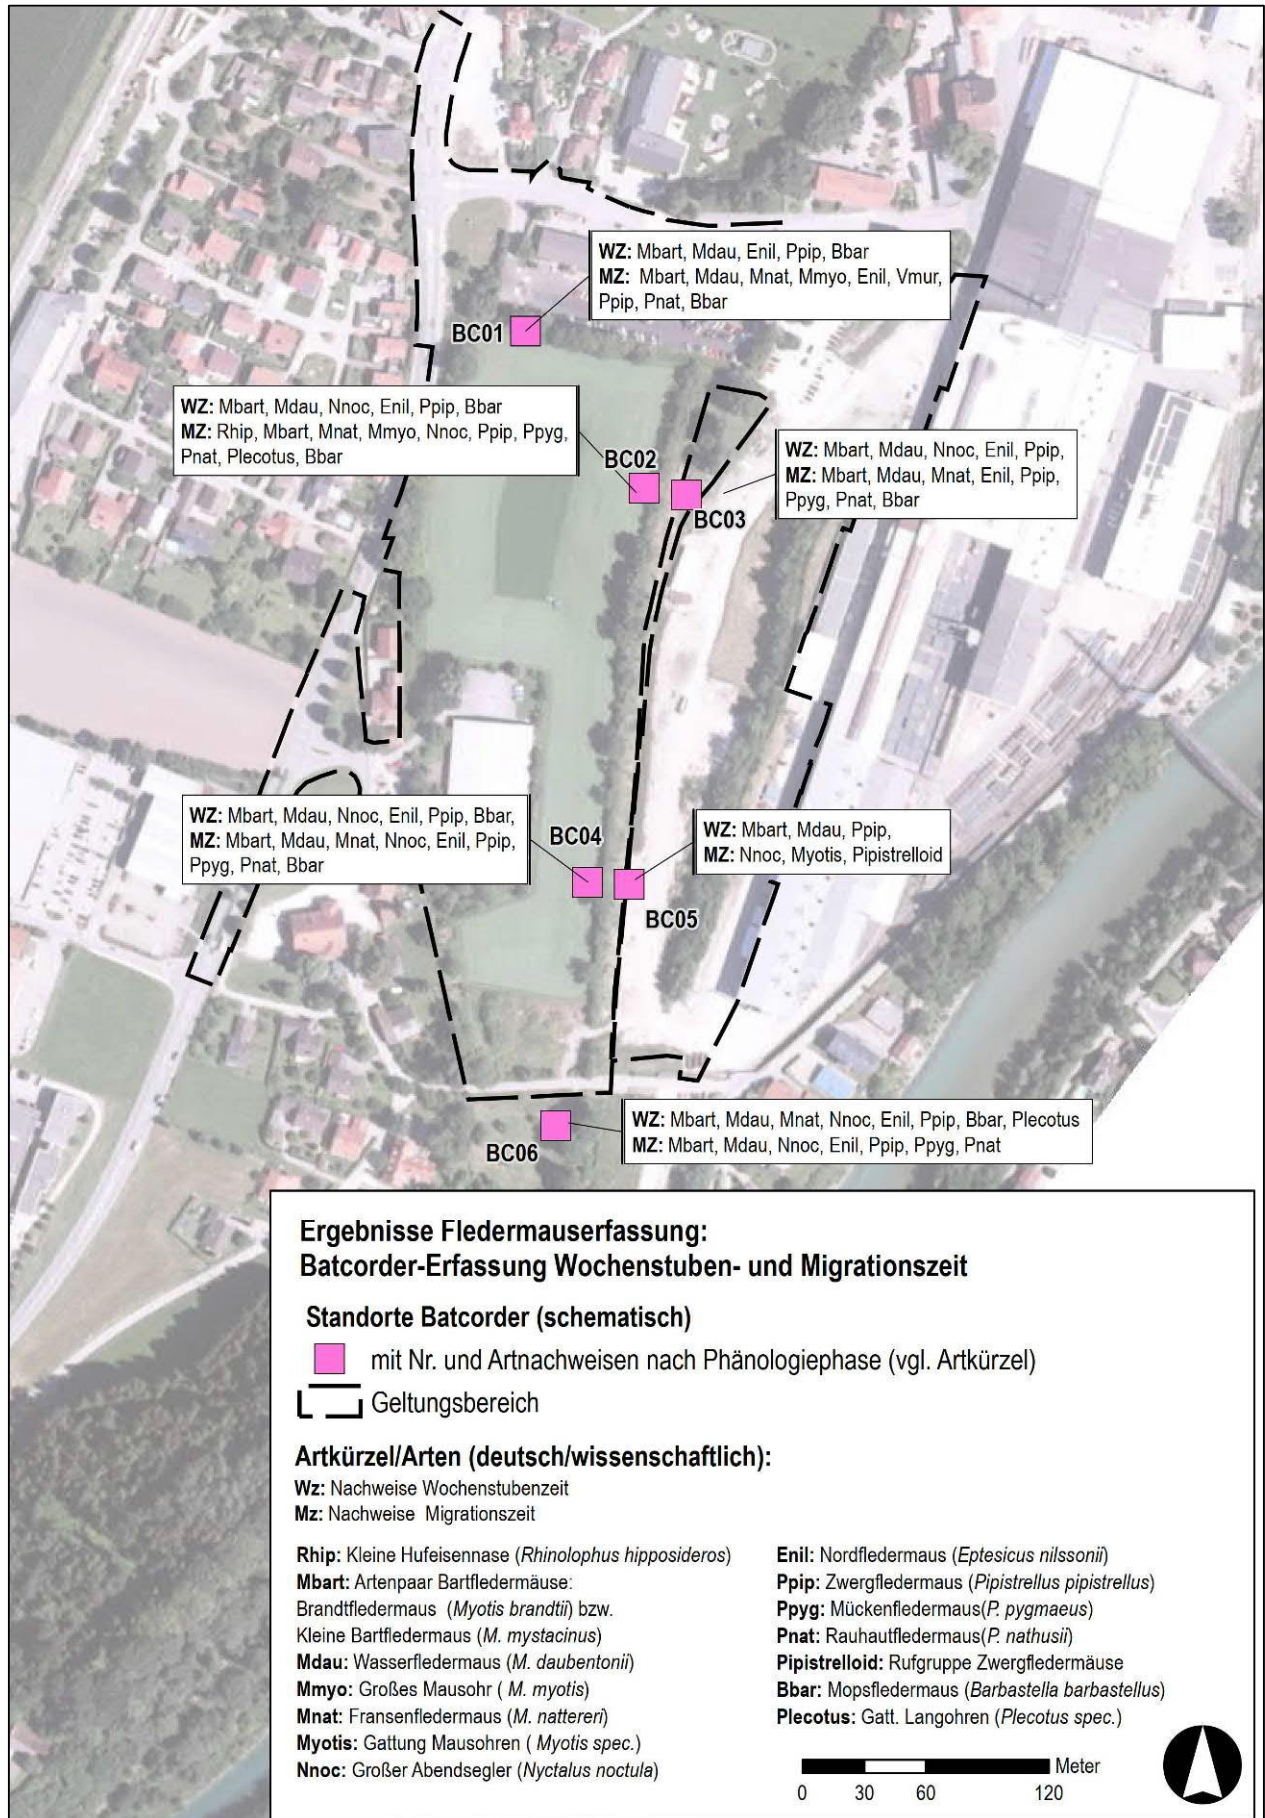 WZ: Mbart, Mdau, Enil, Ppip, Bbar
MZ: Mbart, Mdau, Mnat, Mmyo, Enil, Vmur,
Ppip, Pnat, Bbar
BC01
WZ: Mbart, Mdau, Nnoc, Enil, Ppip, Bbar
MZ: Rhip, Mbart, Mnat, Mmyo, Nnoc, Ppip, Ppyg,
Pnat, Plecotus, Bbar
BC02
WZ: Mbart, Mdau, Nnoc, Enil, Ppip,
MZ: Mbart, Mdau, Mnat, Enil, Ppip,
Ppyg, Pnat, Bbar
BC03
WZ: Mbart, Mdau, Nnoc, Enil, Ppip, Bbar,
MZ: Mbart, Mdau, Mnat, Nnoc, Enil, Ppip,
Ppyg, Pnat, Bbar
BC04
WZ: Mbart, Mdau, Ppip,
MZ: Nnoc, Myotis, Pipistrelloid
BC05
WZ: Mbart, Mdau, Mnat, Nnoc, Enil, Ppip, Bbar, Plecotus
MZ: Mbart, Mdau, Nnoc, Enil, Ppip, Ppyg, Pnat
BC06
Ergebnisse Fledermauserfassung:
Batcorder-Erfassung Wochenstuben- und Migrationszeit
Standorte Batcorder (schematisch)
mit Nr. und Artnachweisen nach Phänologiephase (vgl. Artkürzel)
Geltungsbereich
Artkürzel/Arten (deutsch/wissenschaftlich):
Wz: Nachweise Wochenstubenzeit
Mz: Nachweise Migrationszeit
Rhip: Kleine Hufeisennase (Rhinolophus hipposideros)
Mbart: Artenpaar Bartfledermäuse:
Brandtfledermaus (Myotis brandtii) bzw.
Kleine Bartfledermaus (M. mystacinus)
Mdau: Wasserfledermaus (M. daubentonii)
Mmyo: Großes Mausohr ( M. myotis)
Mnat: Fransenfledermaus (M. nattereri)
Myotis: Gattung Mausohren ( Myotis spec.)
Nnoc: Großer Abendsegler (Nyctalus noctula)
Enil: Nordfledermaus (Eptesicus nilssonii)
Ppip: Zwergfledermaus (Pipistrellus pipistrellus)
Ppyg: Mückenfledermaus(P. pygmaeus)
Pnat: Rauhautfledermaus(P. nathusii)
Pipistrelloid: Rufgruppe Zwergfledermäuse
Bbar: Mopsfledermaus (Barbastella barbastellus)
Plecotus: Gatt. Langohren (Plecotus spec.)
Meter
0 30 60 120